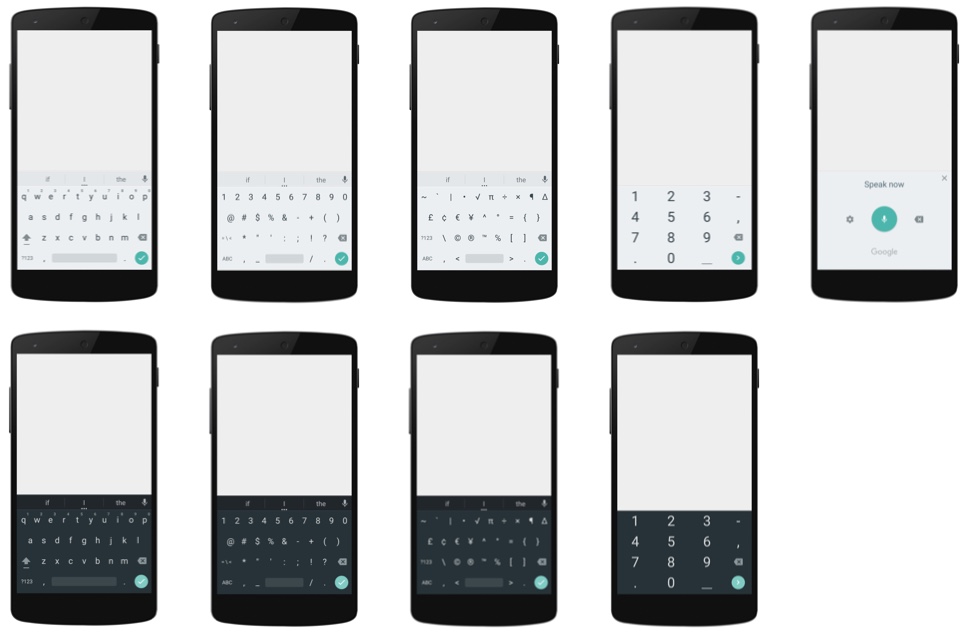 if I the
q w e r t y u i o p
a s d f g h j k l
z x c v b n m
?123 , .
if I the
1 2 3 4 5 6 7 8 9 0
@ # $ % & - + ( )
=\< * " ' : ; ! ?
ABC , _ / .
if I the
~ ` | • √ π ÷ × ¶ Δ
£ ¢ € ¥ ^ ° = { }
?123 \ © ® ™ % [ ]
ABC , < > .
1 2 3 -
4 5 6 ,
7 8 9
. 0 _
Speak now
Google
if I the
q w e r t y u i o p
a s d f g h j k l
z x c v b n m
?123 , .
if I the
1 2 3 4 5 6 7 8 9 0
@ # $ % & - + ( )
=\< * " ' : ; ! ?
ABC , _ / .
if I the
~ ` | • √ π ÷ × ¶ Δ
£ ¢ € ¥ ^ ° = { }
?123 \ © ® ™ % [ ]
ABC , < > .
1 2 3 -
4 5 6 ,
7 8 9
. 0 _